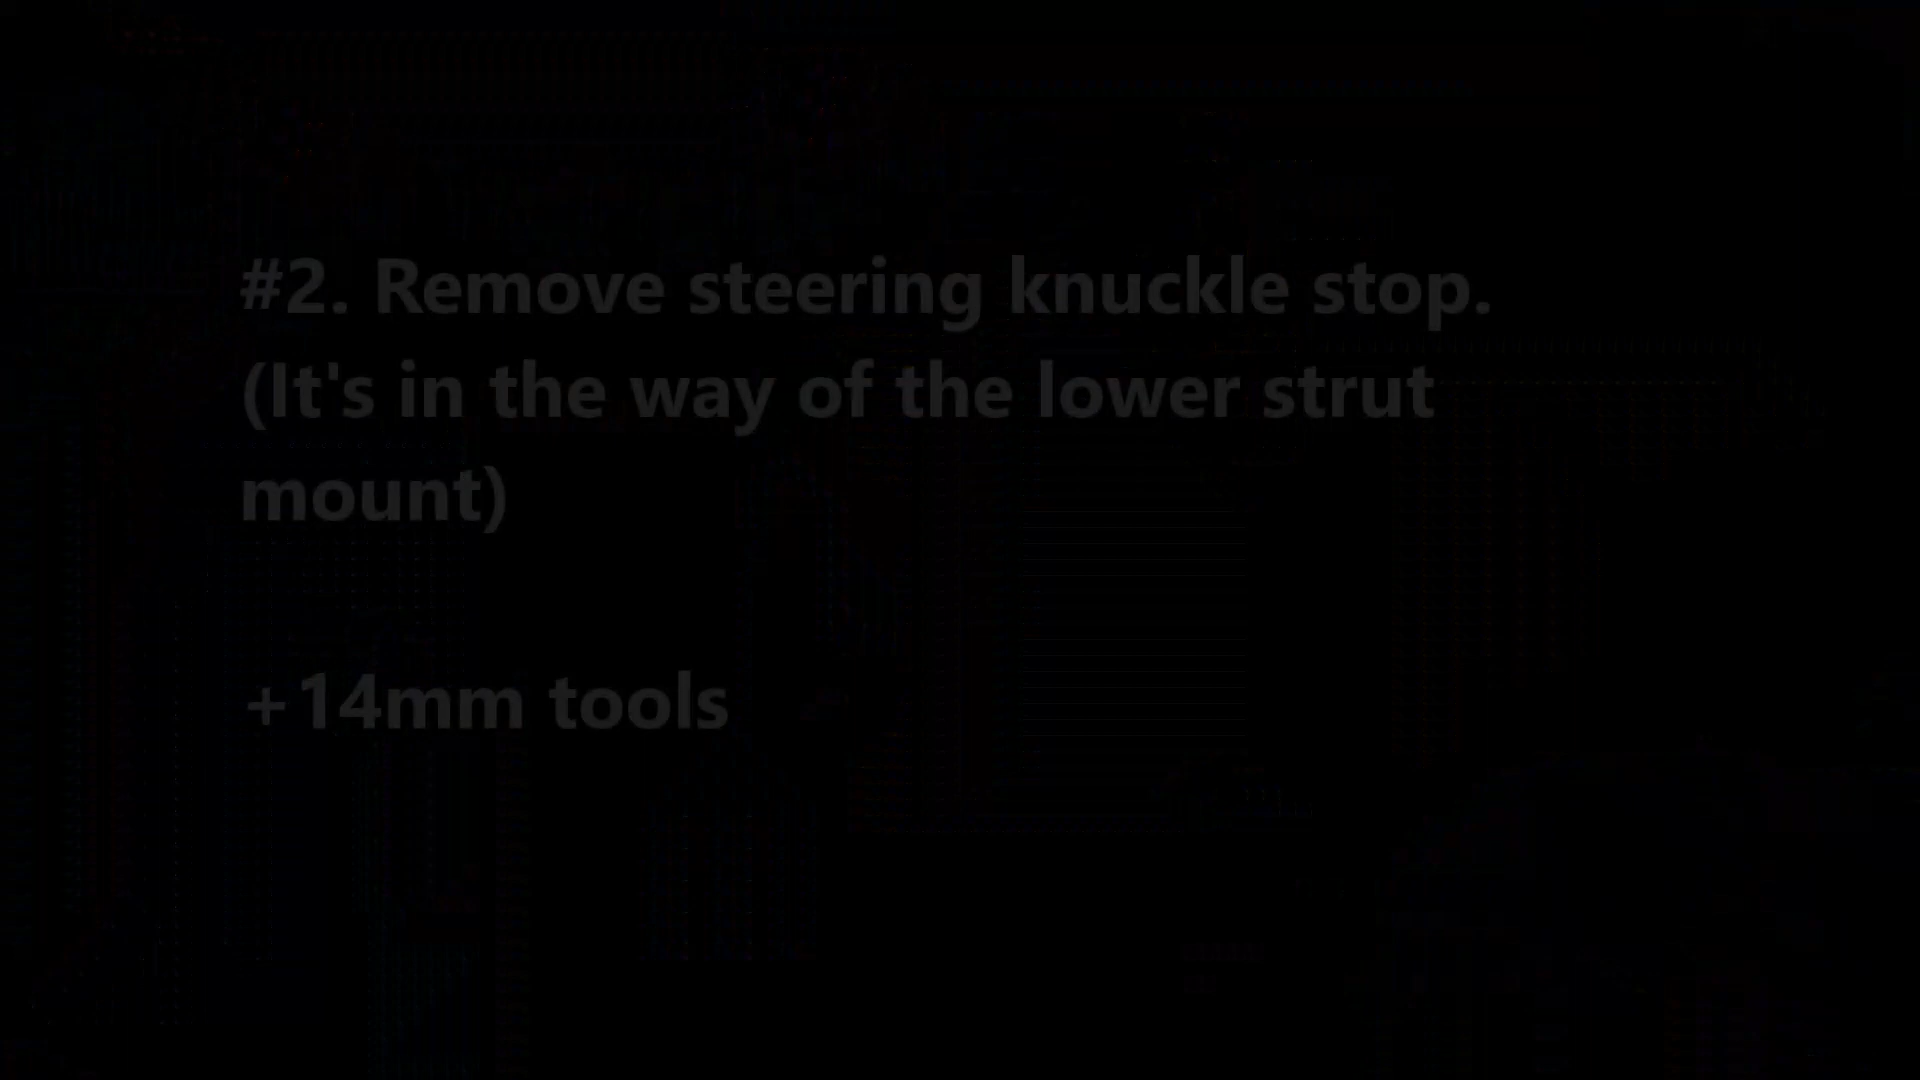 #2. Remove steering knuckle stop.
(It's in the way of the lower strut
mount)
+14mm tools